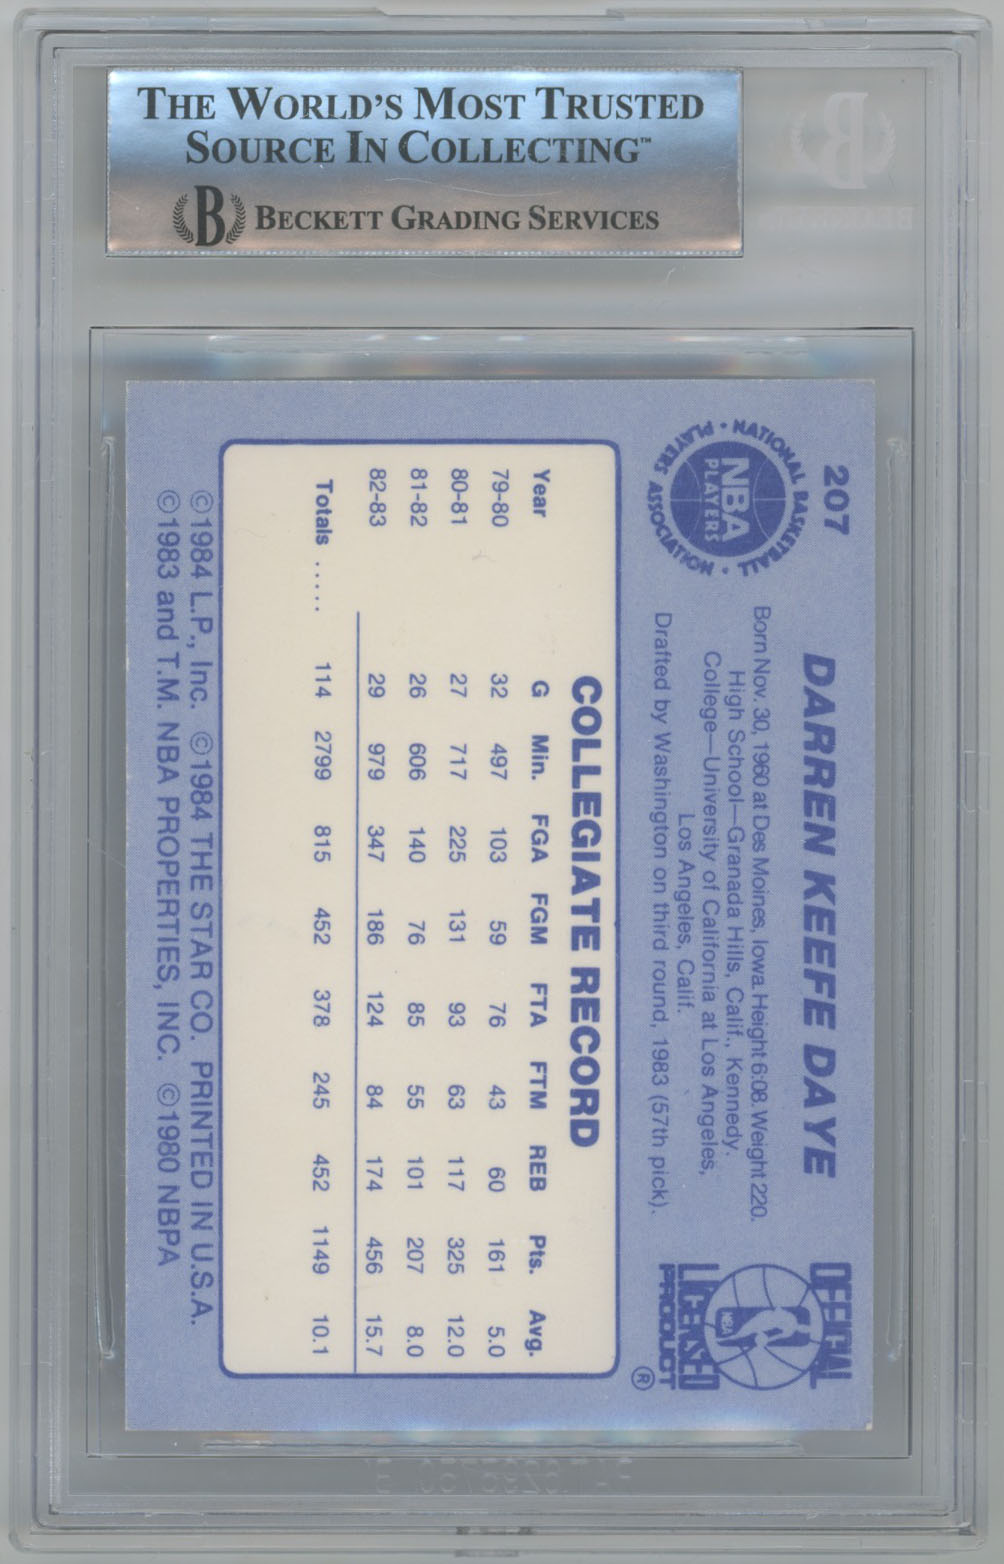 THE WORLD'S MOST TRUSTED
SOURCE IN COLLECTING™
B BECKETT GRADING SERVICES
207
DARREN KEEFE DAYE
NATIONAL BASKETBALL PLAYERS ASSOCIATION
NBA
PLAYERS
Born Nov. 30, 1960 at Des Moines, Iowa. Height 6:08. Weight 220.
High School—Granada Hills, Calif., Kennedy.
College—University of California at Los Angeles,
Los Angeles, Calif.
Drafted by Washington on third round, 1983 (57th pick).
OFFICIAL
NBA
LICENSED
PRODUCT
®
COLLEGIATE RECORD
Year G Min. FGA FGM FTA FTM REB Pts. Avg.
79-80 32 497 103 59 76 43 60 161 5.0
80-81 27 717 225 131 93 63 117 325 12.0
81-82 26 606 140 76 85 55 101 207 8.0
82-83 29 979 347 186 124 84 174 456 15.7
Totals ..... 114 2799 815 452 378 245 452 1149 10.1
©1984 L.P., Inc. ©1984 THE STAR CO. PRINTED IN U.S.A.
©1983 and T.M. NBA PROPERTIES, INC. ©1980 NBPA